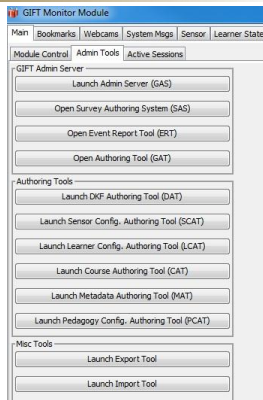 GIFT Monitor Module
Main Bookmarks Webcams System Msgs Sensor Learner State
Module Control Admin Tools Active Sessions
GIFT Admin Server
Launch Admin Server (GAS)
Open Survey Authoring System (SAS)
Open Event Report Tool (ERT)
Open Authoring Tool (GAT)
Authoring Tools
Launch DKF Authoring Tool (DAT)
Launch Sensor Config. Authoring Tool (SCAT)
Launch Learner Config. Authoring Tool (LCAT)
Launch Course Authoring Tool (CAT)
Launch Metadata Authoring Tool (MAT)
Launch Pedagogy Config. Authoring Tool (PCAT)
Misc Tools
Launch Export Tool
Launch Import Tool